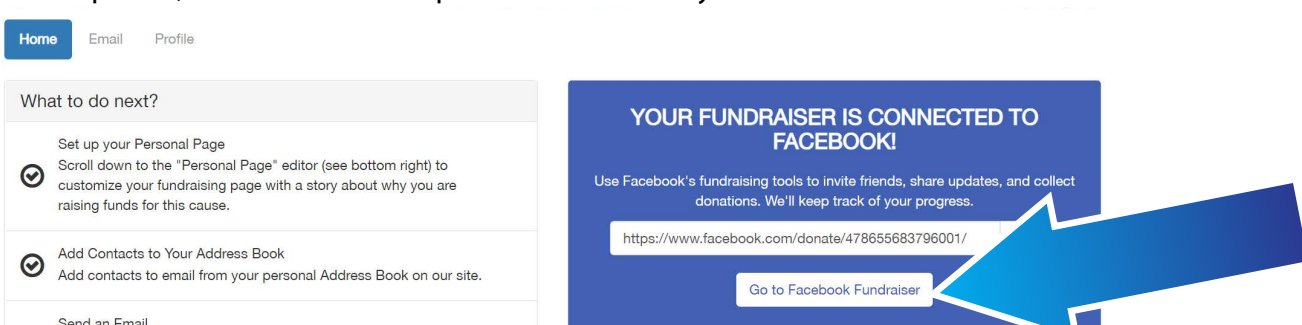 Home Email Profile
What to do next?
Set up your Personal Page
Scroll down to the "Personal Page" editor (see bottom right) to
customize your fundraising page with a story about why you are
raising funds for this cause.
Add Contacts to Your Address Book
Add contacts to email from your personal Address Book on our site.
Send an Email
YOUR FUNDRAISER IS CONNECTED TO
FACEBOOK!
Use Facebook's fundraising tools to invite friends, share updates, and collect
donations. We'll keep track of your progress.
https://www.facebook.com/donate/478655683796001/
Go to Facebook Fundraiser